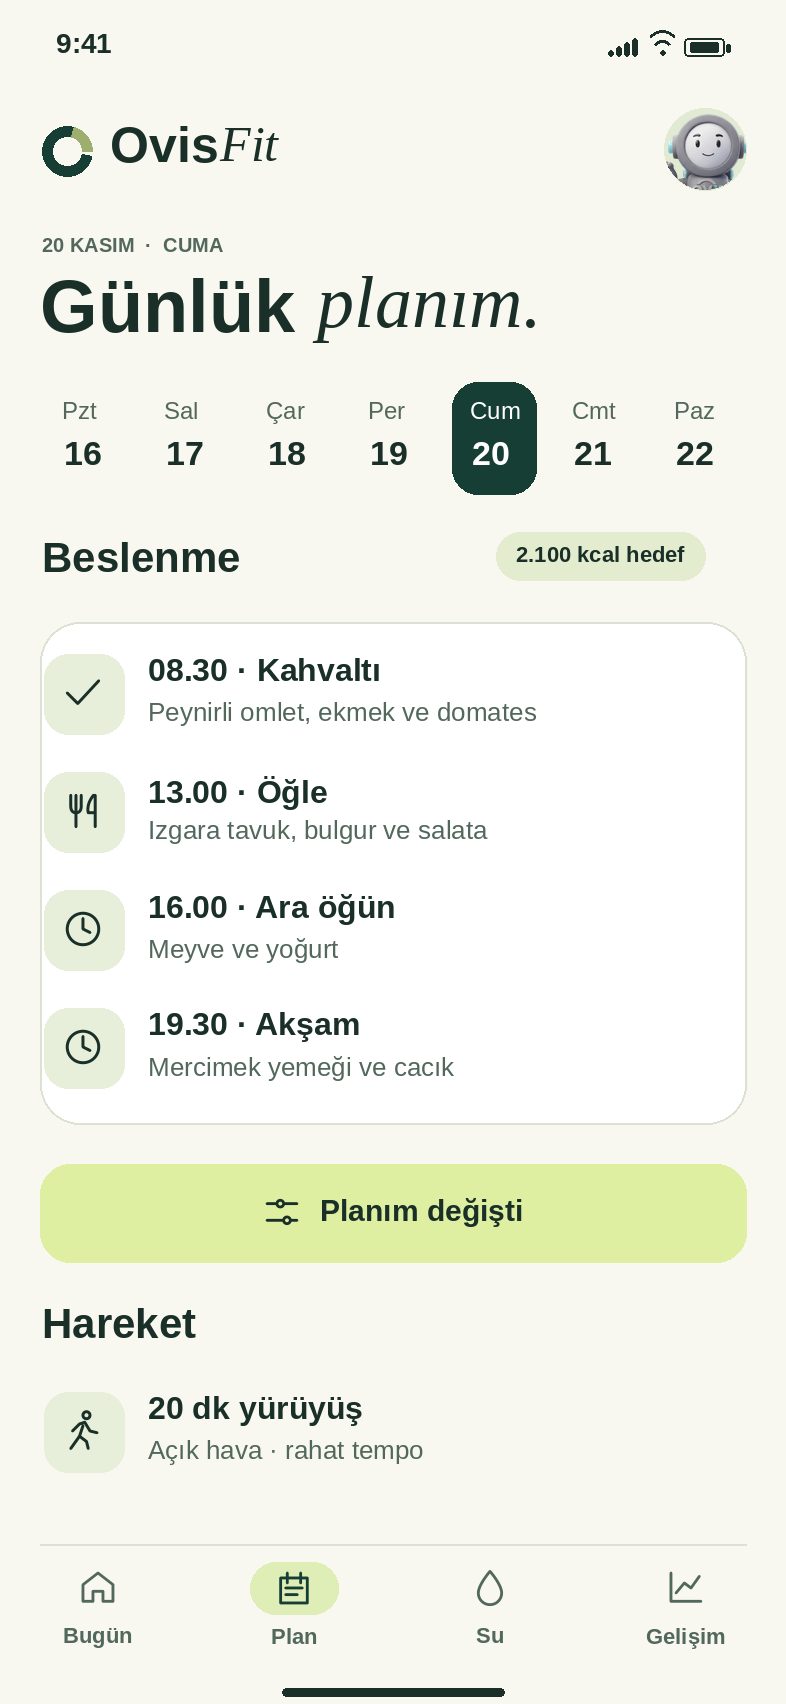 9:41
OvisFit
20 KASIM · CUMA
Günlük planım.
Pzt Sal Çar Per Cum Cmt Paz
16 17 18 19 20 21 22
Beslenme
2.100 kcal hedef
08.30 · Kahvaltı
Peynirli omlet, ekmek ve domates
13.00 · Öğle
Izgara tavuk, bulgur ve salata
16.00 · Ara öğün
Meyve ve yoğurt
19.30 · Akşam
Mercimek yemeği ve cacık
Planım değişti
Hareket
20 dk yürüyüş
Açık hava · rahat tempo
Bugün Plan Su Gelişim